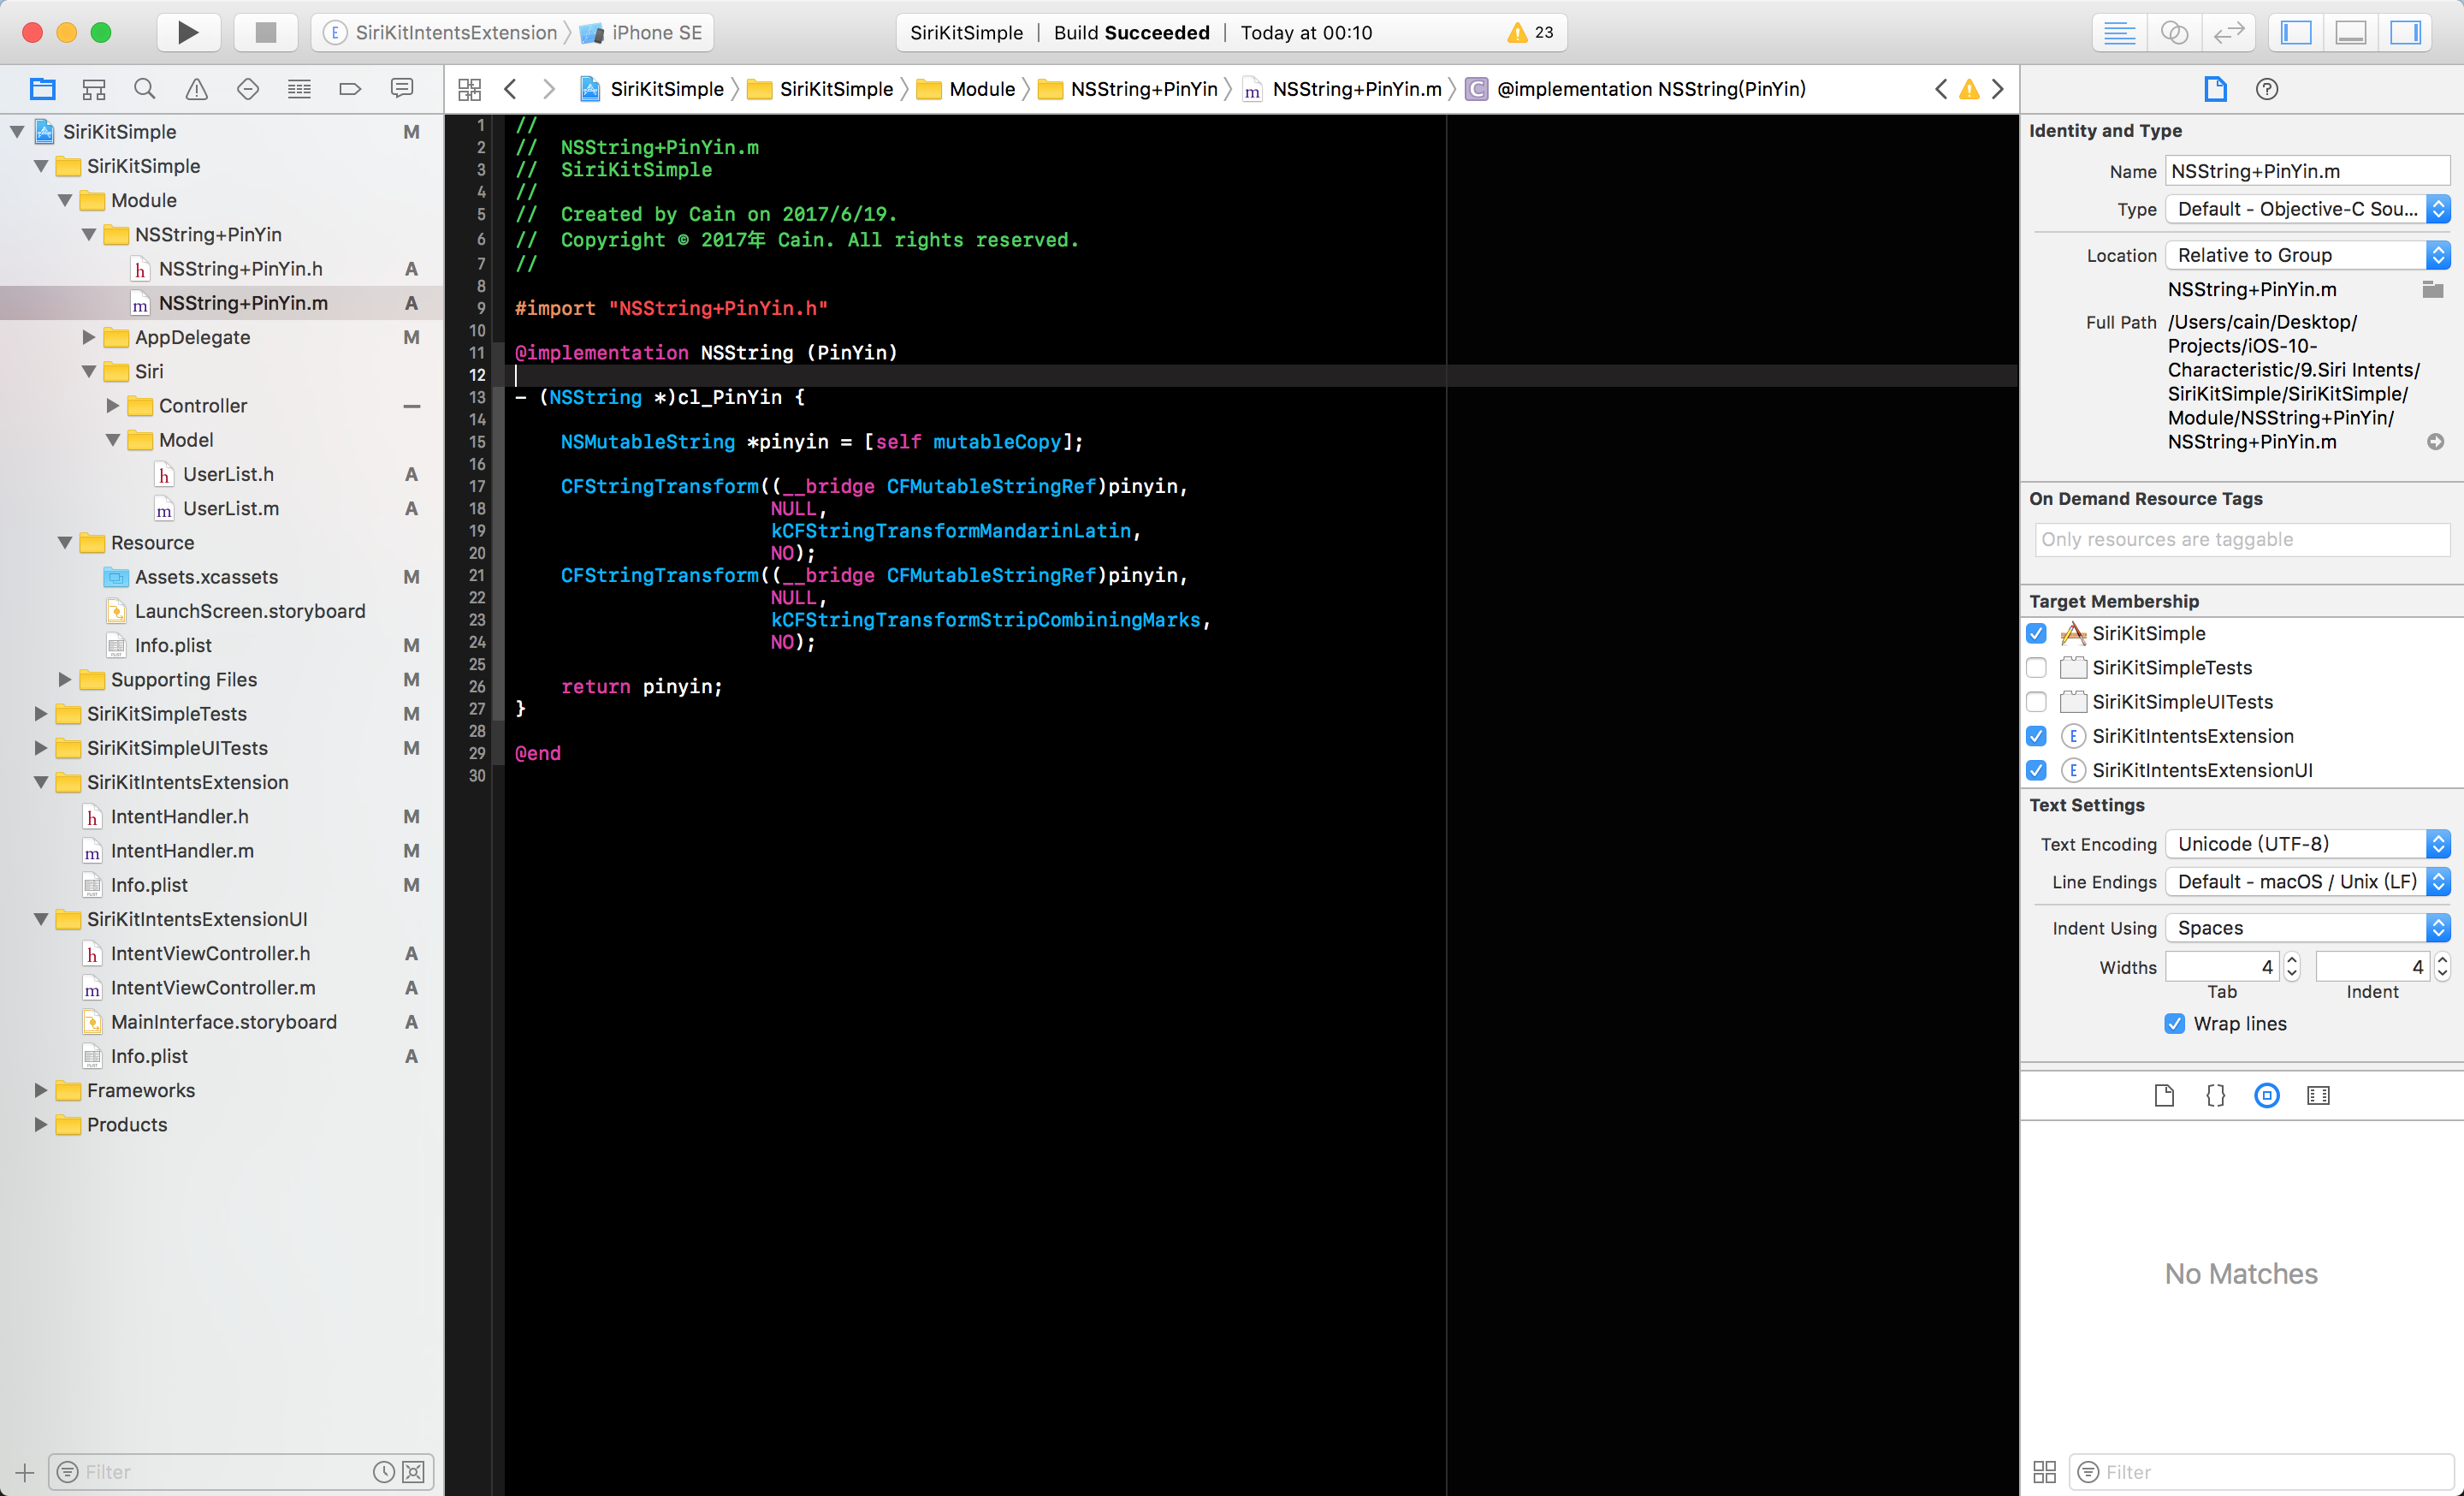 SiriKitIntentsExtension iPhone SE
SiriKitSimple | Build Succeeded | Today at 00:10 23
SiriKitSimple SiriKitSimple Module NSString+PinYin NSString+PinYin.m @implementation NSString(PinYin)
SiriKitSimple M
SiriKitSimple
Module
NSString+PinYin
NSString+PinYin.h A
NSString+PinYin.m A
AppDelegate M
Siri
Controller
Model
UserList.h A
UserList.m A
Resource
Assets.xcassets M
LaunchScreen.storyboard
Info.plist M
Supporting Files M
SiriKitSimpleTests M
SiriKitSimpleUITests M
SiriKitIntentsExtension
IntentHandler.h M
IntentHandler.m M
Info.plist M
SiriKitIntentsExtensionUI
IntentViewController.h A
IntentViewController.m A
MainInterface.storyboard A
Info.plist A
Frameworks
Products
Filter
1 //
2 //  NSString+PinYin.m
3 //  SiriKitSimple
4 //
5 //  Created by Cain on 2017/6/19.
6 //  Copyright © 2017年 Cain. All rights reserved.
7 //
8
9 #import "NSString+PinYin.h"
10
11 @implementation NSString (PinYin)
12
13 - (NSString *)cl_PinYin {
14
15     NSMutableString *pinyin = [self mutableCopy];
16
17     CFStringTransform((__bridge CFMutableStringRef)pinyin,
18                       NULL,
19                       kCFStringTransformMandarinLatin,
20                       NO);
21     CFStringTransform((__bridge CFMutableStringRef)pinyin,
22                       NULL,
23                       kCFStringTransformStripCombiningMarks,
24                       NO);
25
26     return pinyin;
27 }
28
29 @end
30
Identity and Type
Name NSString+PinYin.m
Type Default - Objective-C Sou...
Location Relative to Group
NSString+PinYin.m
Full Path /Users/cain/Desktop/
Projects/iOS-10-
Characteristic/9.Siri Intents/
SiriKitSimple/SiriKitSimple/
Module/NSString+PinYin/
NSString+PinYin.m
On Demand Resource Tags
Only resources are taggable
Target Membership
SiriKitSimple
SiriKitSimpleTests
SiriKitSimpleUITests
SiriKitIntentsExtension
SiriKitIntentsExtensionUI
Text Settings
Text Encoding Unicode (UTF-8)
Line Endings Default - macOS / Unix (LF)
Indent Using Spaces
Widths 4 4
Tab Indent
Wrap lines
No Matches
Filter